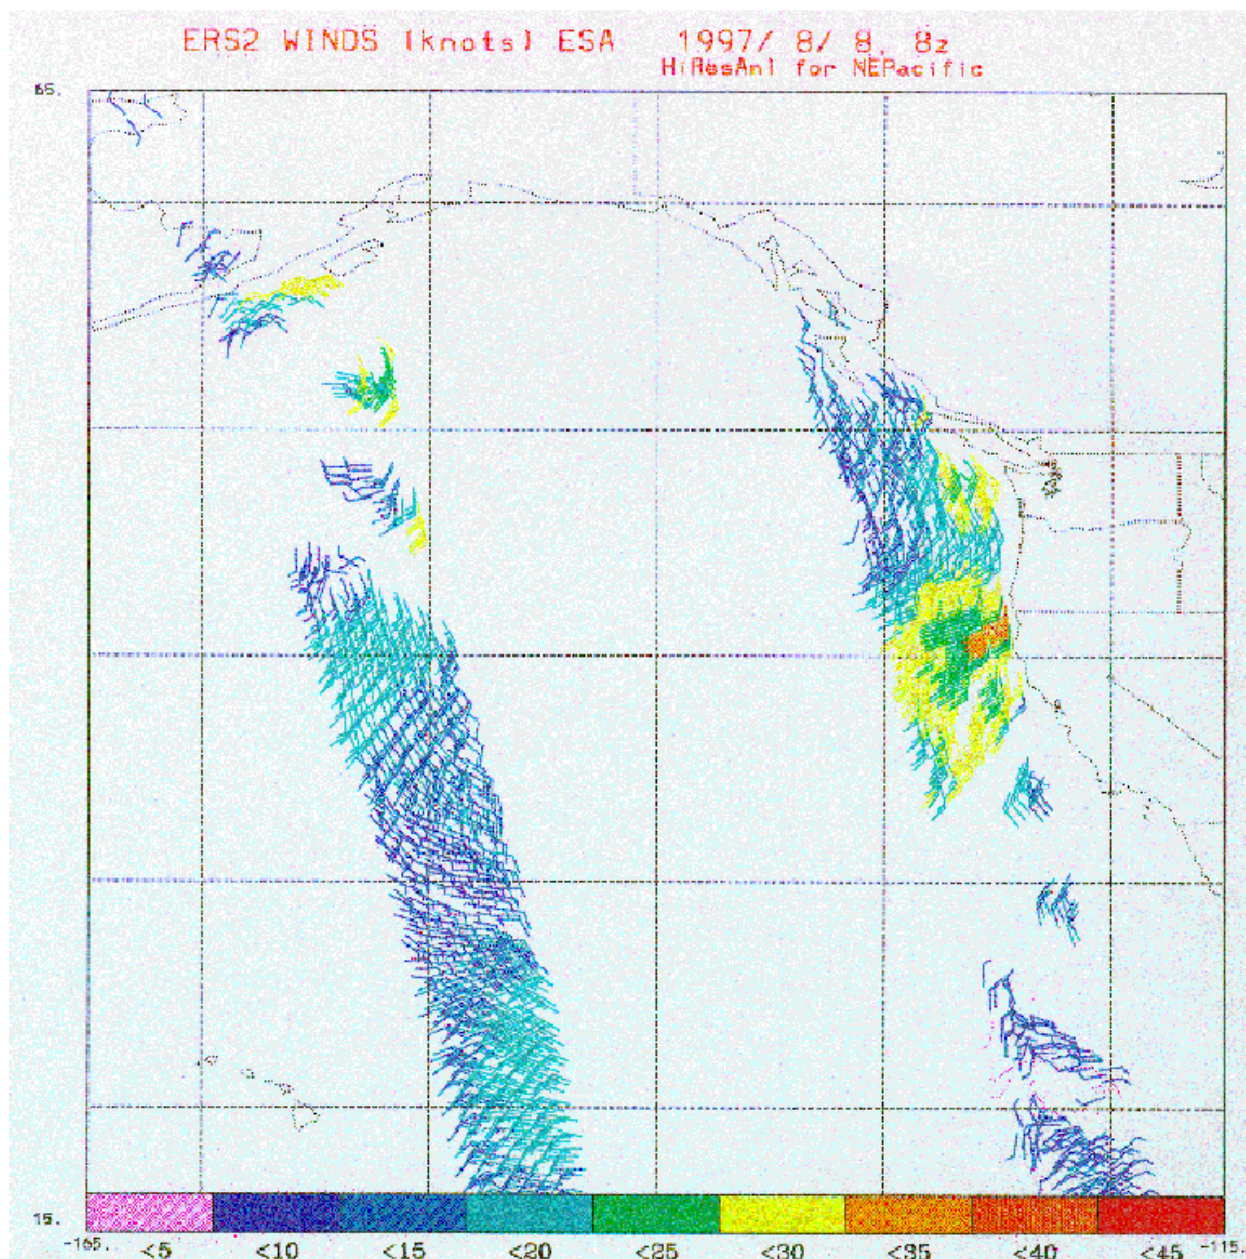 ERS2 WINDS (knots) ESA 1997/ 8/ 8, 8z
HiResAnl for NEPacific
65.
15.
-165. <5 <10 <15 <20 <25 <30 <35 <40 <45 -115